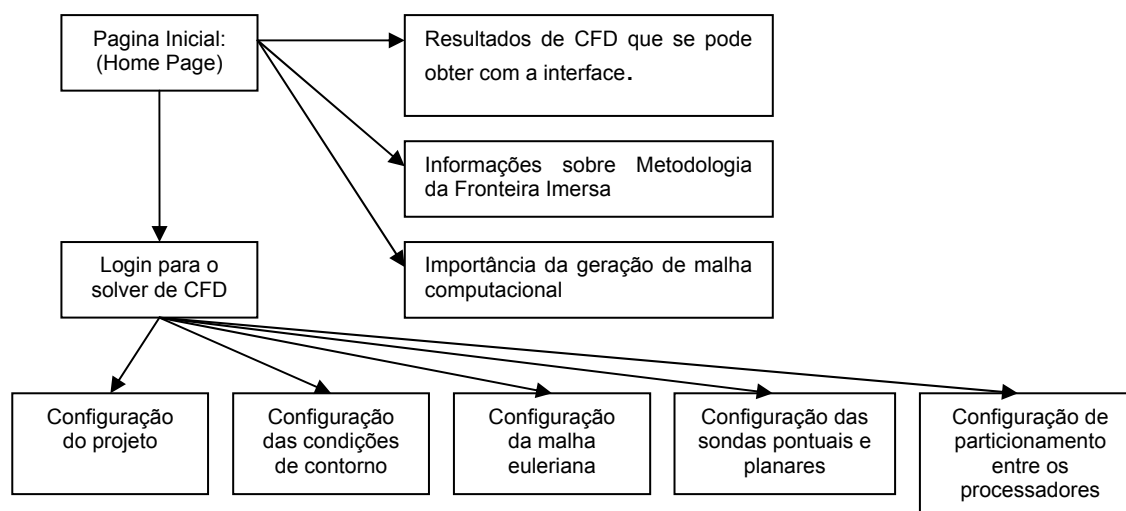 Pagina Inicial:
(Home Page)
Resultados de CFD que se pode
obter com a interface.
Informações sobre Metodologia
da Fronteira Imersa
Login para o
solver de CFD
Importância da geração de malha
computacional
Configuração
do projeto
Configuração
das condições
de contorno
Configuração
da malha
euleriana
Configuração das
sondas pontuais e
planares
Configuração de
particionamento
entre os
processadores